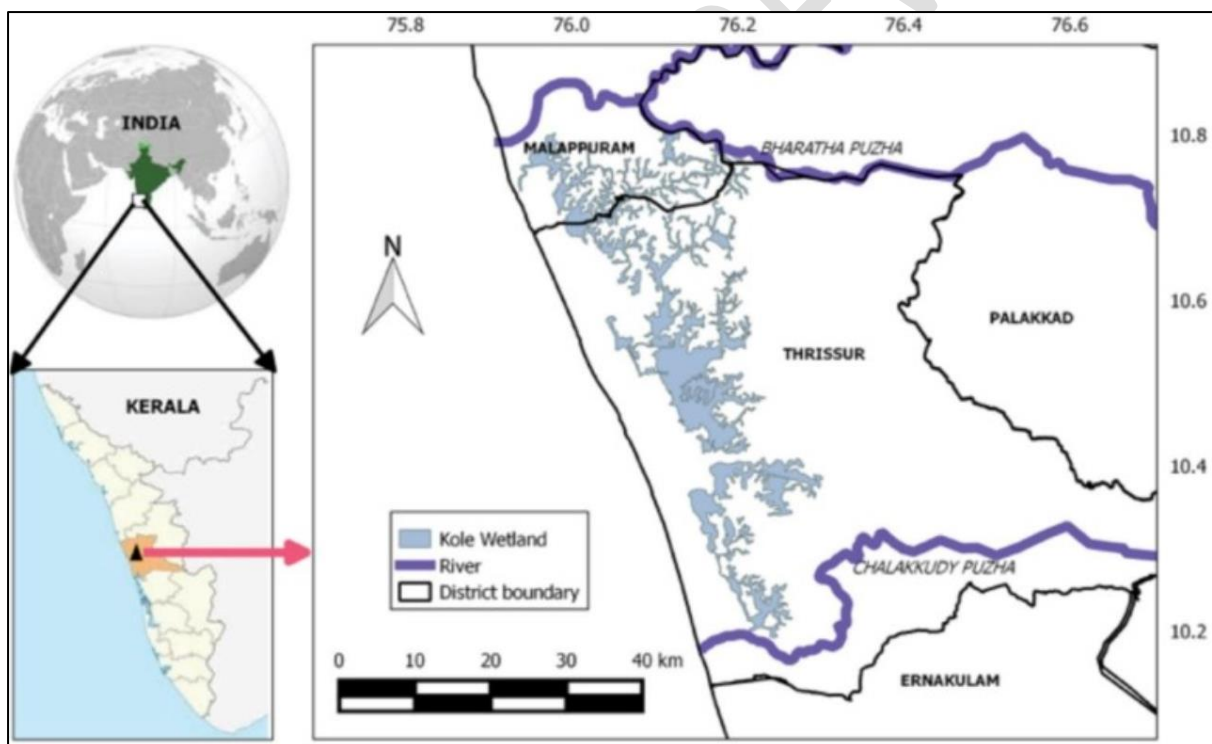 75.8 76.0 76.2 76.4 76.6
INDIA
KERALA
N
MALAPPURAM
BHARATHA PUZHA
PALAKKAD
THRISSUR
CHALAKKUDY PUZHA
ERNAKULAM
10.8
10.6
10.4
10.2
Kole Wetland
River
District boundary
0 10 20 30 40 km